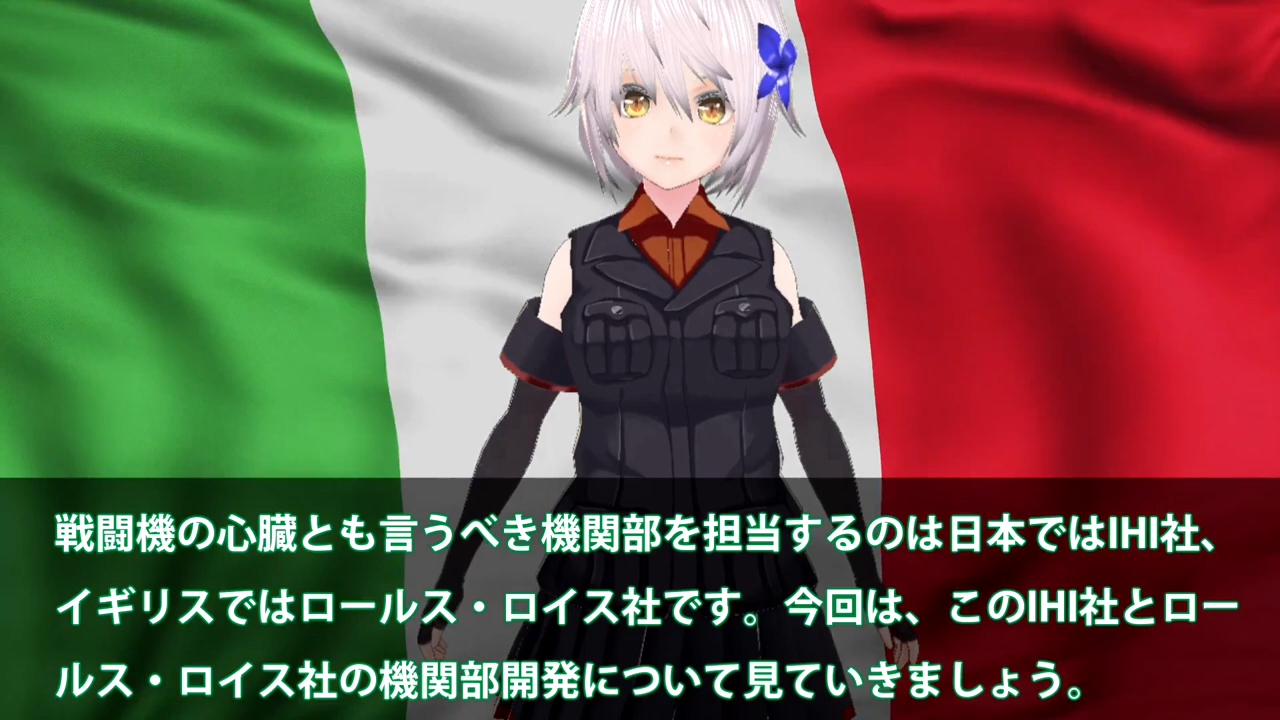 戦闘機の心臓とも言うべき機関部を担当するのは日本ではIHI社、
イギリスではロールス・ロイス社です。今回は、このIHI社とロー
ルス・ロイス社の機関部開発について見ていきましょう。